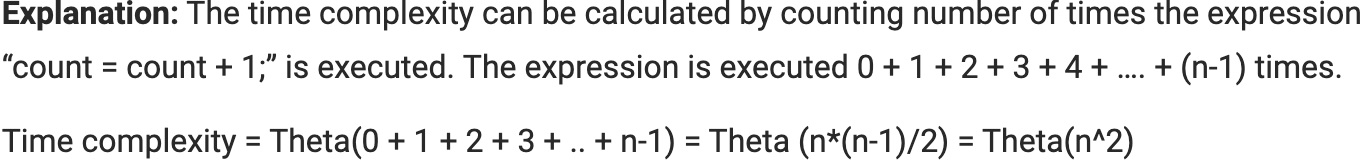 Explanation: The time complexity can be calculated by counting number of times the expression
“count = count + 1;” is executed. The expression is executed 0 + 1 + 2 + 3 + 4 + .... + (n-1) times.
Time complexity = Theta(0 + 1 + 2 + 3 + .. + n-1) = Theta (n*(n-1)/2) = Theta(n^2)